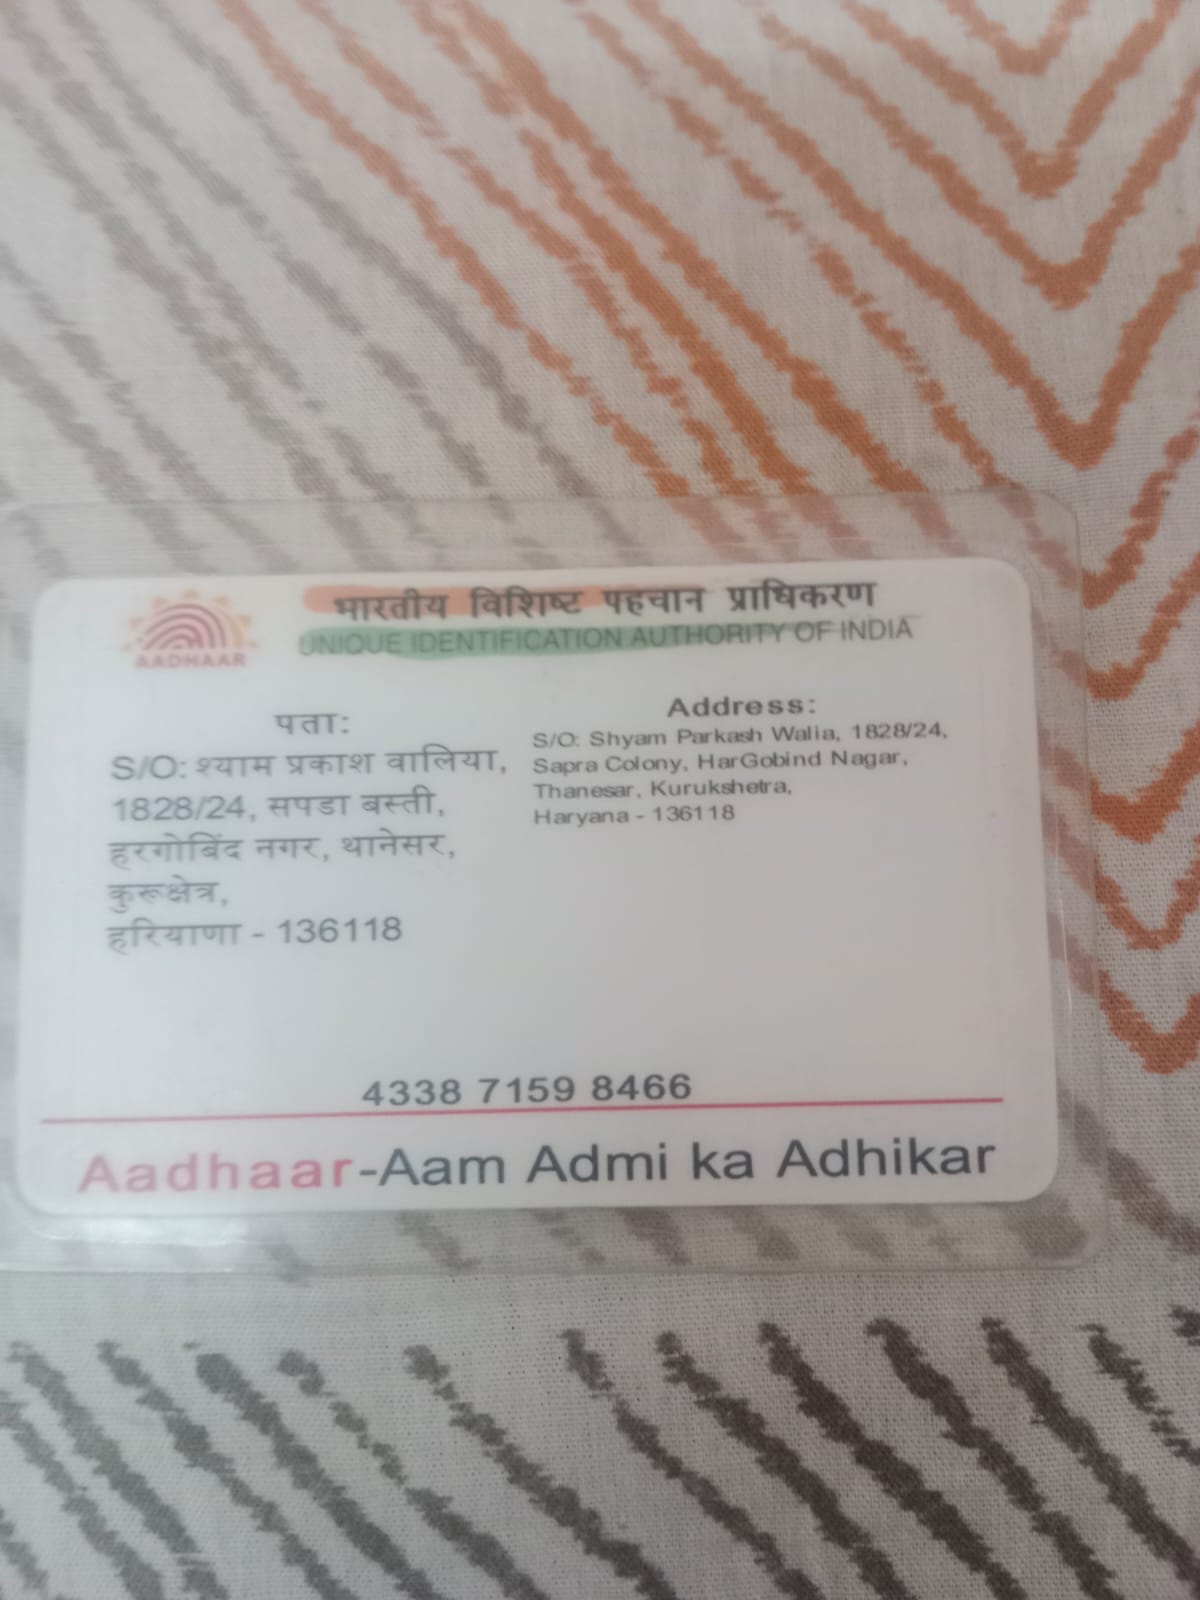 भारतीय विशिष्ट पहचान प्राधिकरण
UNIQUE IDENTIFICATION AUTHORITY OF INDIA
AADHAAR
पता:
S/O: श्याम प्रकाश वालिया,
1828/24, सपडा बस्ती,
हरगोबिंद नगर, थानेसर,
कुरूक्षेत्र,
हरियाणा - 136118
Address:
S/O: Shyam Parkash Walia, 1828/24,
Sapra Colony, HarGobind Nagar,
Thanesar, Kurukshetra,
Haryana - 136118
4338 7159 8466
Aadhaar-Aam Admi ka Adhikar